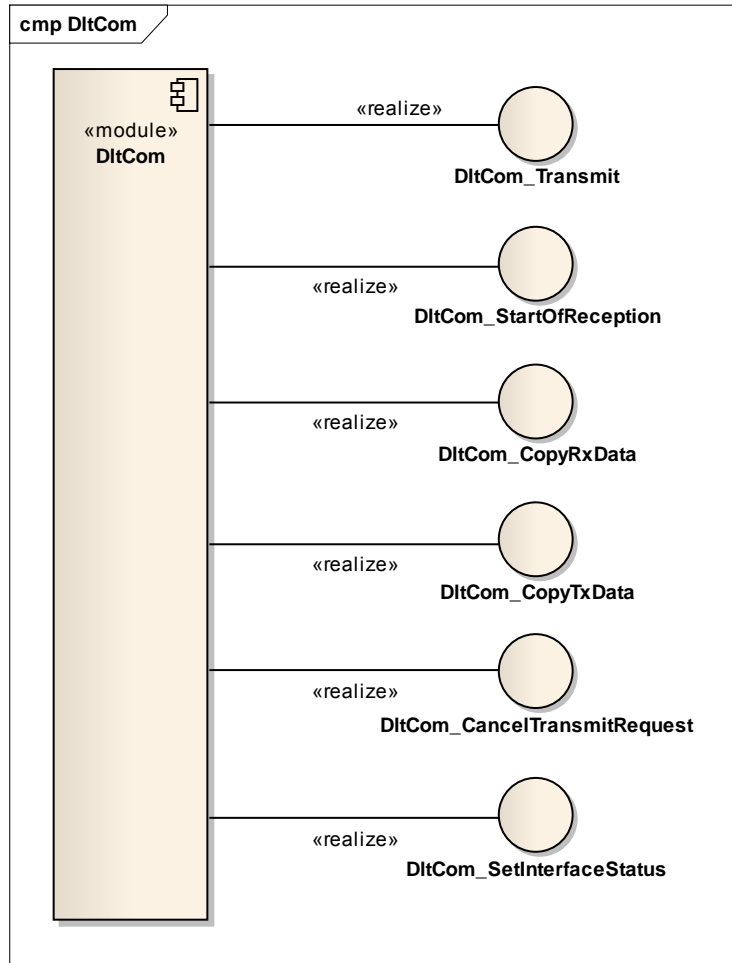 cmp DltCom
«module»
DltCom
«realize»
DltCom_Transmit
«realize»
DltCom_StartOfReception
«realize»
DltCom_CopyRxData
«realize»
DltCom_CopyTxData
«realize»
DltCom_CancelTransmitRequest
«realize»
DltCom_SetInterfaceStatus